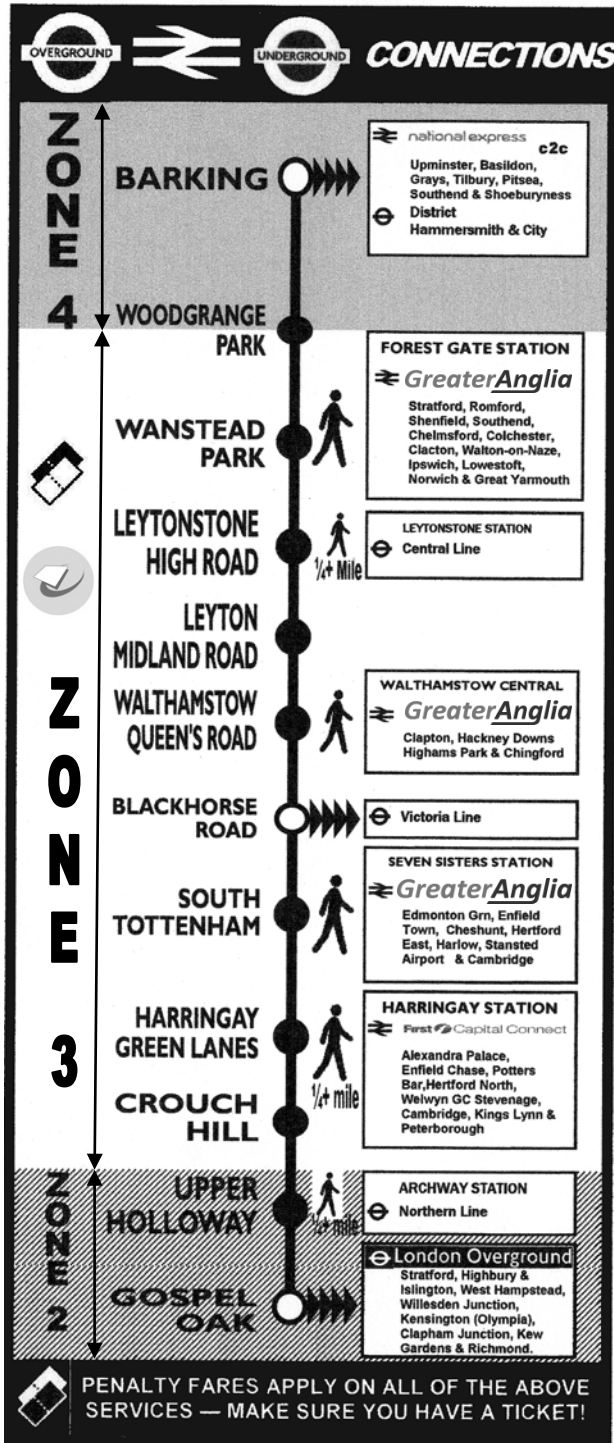 OVERGROUND
UNDERGROUND
CONNECTIONS
ZONE 4
BARKING
nationalexpress
c2c
Upminster, Basildon,
Grays, Tilbury, Pitsea,
Southend & Shoeburyness
District
Hammersmith & City
WOODGRANGE
PARK
FOREST GATE STATION
GreaterAnglia
Stratford, Romford,
Shenfield, Southend,
Chelmsford, Colchester,
Clacton, Walton-on-Naze,
Ipswich, Lowestoft,
Norwich & Great Yarmouth
ZONE 3
WANSTEAD
PARK
LEYTONSTONE
HIGH ROAD
¼+ Mile
LEYTONSTONE STATION
Central Line
LEYTON
MIDLAND ROAD
WALTHAMSTOW
QUEEN'S ROAD
WALTHAMSTOW CENTRAL
GreaterAnglia
Clapton, Hackney Downs
Highams Park & Chingford
BLACKHORSE
ROAD
Victoria Line
SOUTH
TOTTENHAM
SEVEN SISTERS STATION
GreaterAnglia
Edmonton Grn, Enfield
Town, Cheshunt, Hertford
East, Harlow, Stansted
Airport & Cambridge
HARRINGAY
GREEN LANES
¼+ mile
HARRINGAY STATION
First Capital Connect
Alexandra Palace,
Enfield Chase, Potters
Bar,Hertford North,
Welwyn GC Stevenage,
Cambridge, Kings Lynn &
Peterborough
CROUCH
HILL
ZONE 2
UPPER
HOLLOWAY
½+ mile
ARCHWAY STATION
Northern Line
GOSPEL
OAK
London Overground
Stratford, Highbury &
Islington, West Hampstead,
Willesden Junction,
Kensington (Olympia),
Clapham Junction, Kew
Gardens & Richmond.
PENALTY FARES APPLY ON ALL OF THE ABOVE
SERVICES — MAKE SURE YOU HAVE A TICKET!